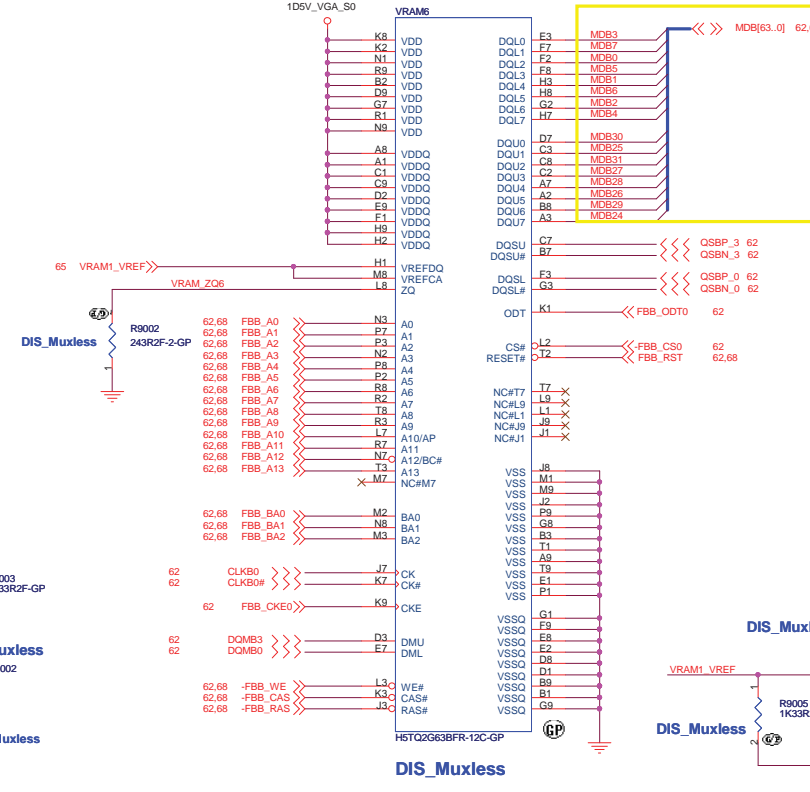 1D5V_VGA_S0
VRAM6
K8 VDD
K2 VDD
N1 VDD
R9 VDD
B2 VDD
D9 VDD
G7 VDD
R1 VDD
N9 VDD
A8 VDDQ
A1 VDDQ
C1 VDDQ
C9 VDDQ
D2 VDDQ
E9 VDDQ
F1 VDDQ
H9 VDDQ
H2 VDDQ
65 VRAM1_VREF H1 VREFDQ
M8 VREFCA
VRAM_ZQ6 L8 ZQ
R9002
243R2F-2-GP
DIS_Muxless
1
62,68 FBB_A0 N3 A0
62,68 FBB_A1 P7 A1
62,68 FBB_A2 P3 A2
62,68 FBB_A3 N2 A3
62,68 FBB_A4 P8 A4
62,68 FBB_A5 P2 A5
62,68 FBB_A6 R8 A6
62,68 FBB_A7 R2 A7
62,68 FBB_A8 T8 A8
62,68 FBB_A9 R3 A9
62,68 FBB_A10 L7 A10/AP
62,68 FBB_A11 R7 A11
62,68 FBB_A12 N7 A12/BC#
62,68 FBB_A13 T3 A13
M7 NC#M7
62,68 FBB_BA0 M2 BA0
62,68 FBB_BA1 N8 BA1
62,68 FBB_BA2 M3 BA2
62 CLKB0 J7 CK
62 CLKB0# K7 CK#
62 FBB_CKE0 K9 CKE
62 DQMB3 D3 DMU
62 DQMB0 E7 DML
62,68 -FBB_WE L3 WE#
62,68 -FBB_CAS K3 CAS#
62,68 -FBB_RAS J3 RAS#
003
33R2F-GP
uxless
002
uxless
DQL0 E3 MDB3
DQL1 F7 MDB7
DQL2 F2 MDB0
DQL3 F8 MDB5
DQL4 H3 MDB1
DQL5 H8 MDB6
DQL6 G2 MDB2
DQL7 H7 MDB4
MDB[63..0] 62,
DQU0 D7 MDB30
DQU1 C3 MDB25
DQU2 C8 MDB31
DQU3 C2 MDB27
DQU4 A7 MDB28
DQU5 A2 MDB26
DQU6 B8 MDB29
DQU7 A3 MDB24
DQSU C7 QSBP_3 62
DQSU# B7 QSBN_3 62
DQSL F3 QSBP_0 62
DQSL# G3 QSBN_0 62
ODT K1 FBB_ODT0 62
CS# L2 -FBB_CS0 62
RESET# T2 FBB_RST 62,68
NC#T7 T7
NC#L9 L9
NC#L1 L1
NC#J9 J9
NC#J1 J1
VSS J8
VSS M1
VSS M9
VSS J2
VSS P9
VSS G8
VSS B3
VSS T1
VSS A9
VSS T9
VSS E1
VSS P1
VSSQ G1
VSSQ F9
VSSQ E8
VSSQ E2
VSSQ D8
VSSQ D1
VSSQ B9
VSSQ B1
VSSQ G9
H5TQ2G63BFR-12C-GP
GP
DIS_Muxless
DIS_Mux
VRAM1_VREF
1
R9005
1K33R
DIS_Muxless
2